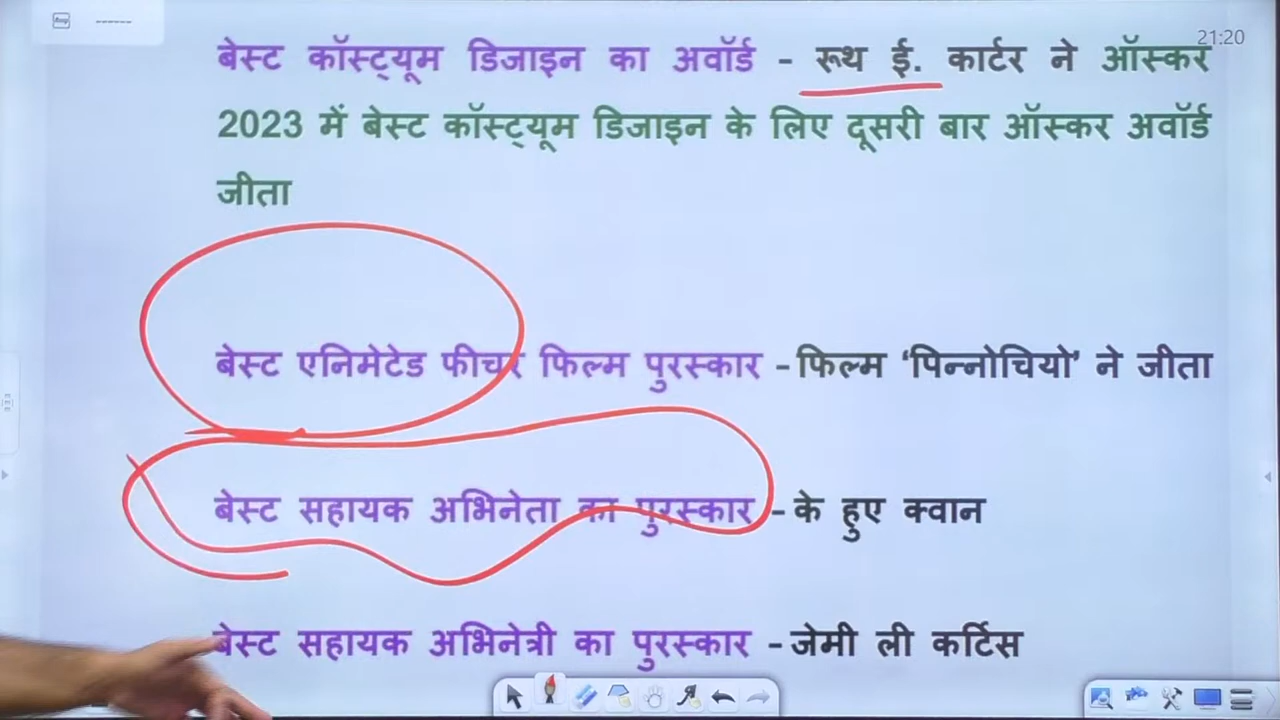 21:20
बेस्ट कॉस्ट्यूम डिजाइन का अवॉर्ड - रूथ ई. कार्टर ने ऑस्कर
2023 में बेस्ट कॉस्ट्यूम डिजाइन के लिए दूसरी बार ऑस्कर अवॉर्ड
जीता
बेस्ट एनिमेटेड फीचर फिल्म पुरस्कार - फिल्म ‘पिन्नोचियो’ ने जीता
बेस्ट सहायक अभिनेता का पुरस्कार - के हुए क्वान
बेस्ट सहायक अभिनेत्री का पुरस्कार - जेमी ली कर्टिस